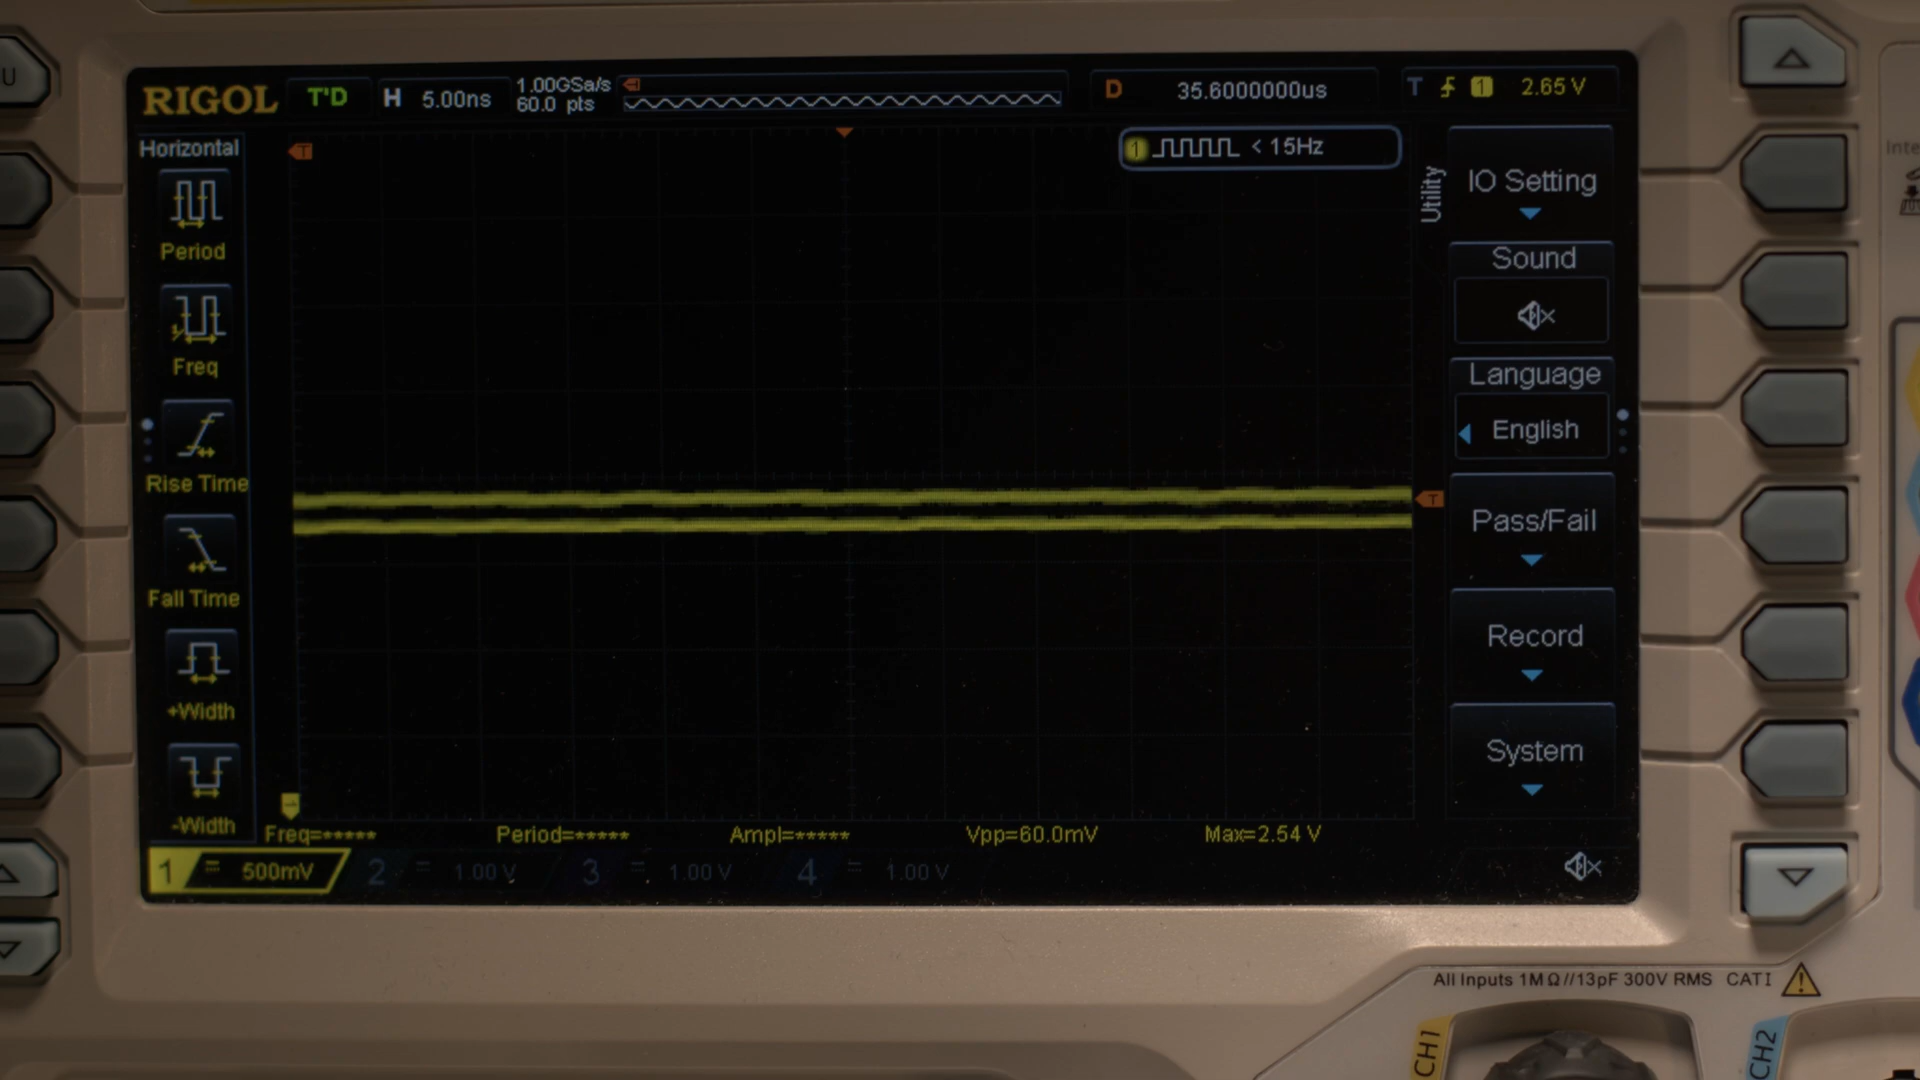 RIGOL T'D H 5.00ns 1.00GSa/s 60.0 pts D 35.6000000us T 1 2.65 V
Horizontal
1 < 15Hz
Period
Freq
Rise Time
Fall Time
+Width
-Width
Utility
IO Setting
Sound
Language
English
Pass/Fail
Record
System
T
T
Freq=***** Period=***** Ampl=***** Vpp=60.0mV Max=2.54 V
1 = 500mV 2 = 1.00 V 3 = 1.00 V 4 = 1.00 V
All Inputs 1MΩ//13pF 300V RMS CAT I
CH1
CH2
U